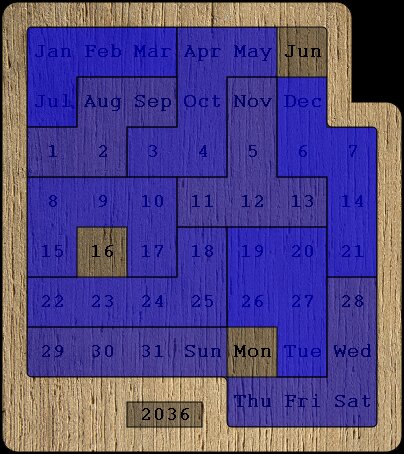 Jan Feb Mar Apr May Jun
Jul Aug Sep Oct Nov Dec
1 2 3 4 5 6 7
8 9 10 11 12 13 14
15 16 17 18 19 20 21
22 23 24 25 26 27 28
29 30 31 Sun Mon Tue Wed
Thu Fri Sat
2036